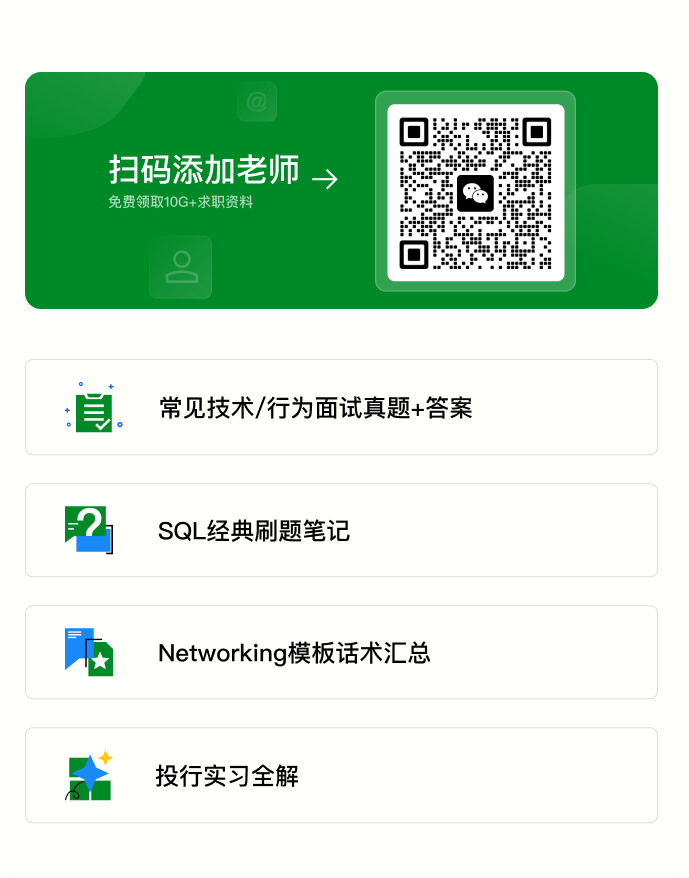 @
扫码添加老师
免费领取10G+求职资料
常见技术/行为面试真题+答案
SQL经典刷题笔记
Networking模板话术汇总
投行实习全解